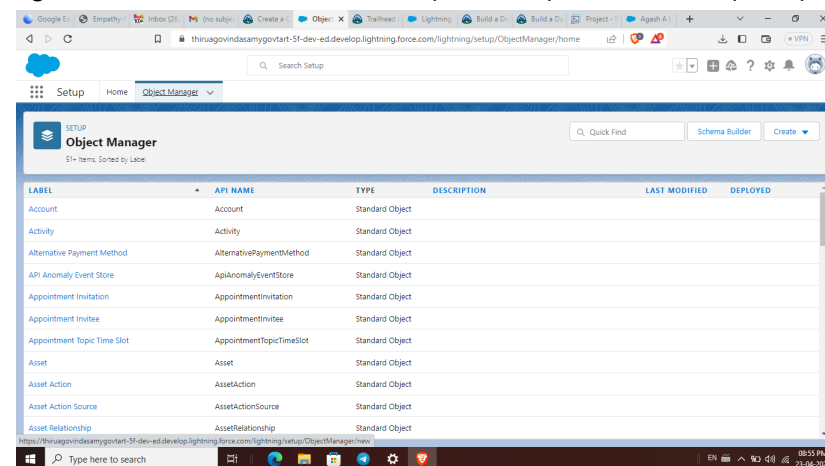 Google Ex
Empathy-
Inbox (20,
(no subjec
Create a C
Objec
Trailhead
Lightning
Build a Da
Build a Da
Project - S
Agash A |
thiruagovindasamygovtart-5f-dev-ed.develop.lightning.force.com/lightning/setup/ObjectManager/home
VPN
Search Setup
Setup Home Object Manager
SETUP
Object Manager
51+ Items, Sorted by Label
Quick Find
Schema Builder
Create
LABEL API NAME TYPE DESCRIPTION LAST MODIFIED DEPLOYED
Account Account Standard Object
Activity Activity Standard Object
Alternative Payment Method AlternativePaymentMethod Standard Object
API Anomaly Event Store ApiAnomalyEventStore Standard Object
Appointment Invitation AppointmentInvitation Standard Object
Appointment Invitee AppointmentInvitee Standard Object
Appointment Topic Time Slot AppointmentTopicTimeSlot Standard Object
Asset Asset Standard Object
Asset Action AssetAction Standard Object
Asset Action Source AssetActionSource Standard Object
Asset Relationship AssetRelationship Standard Object
https://thiruagovindasamygovtart-5f-dev-ed.develop.lightning.force.com/lightning/setup/ObjectManager/new
Type here to search
EN
08:55 PM